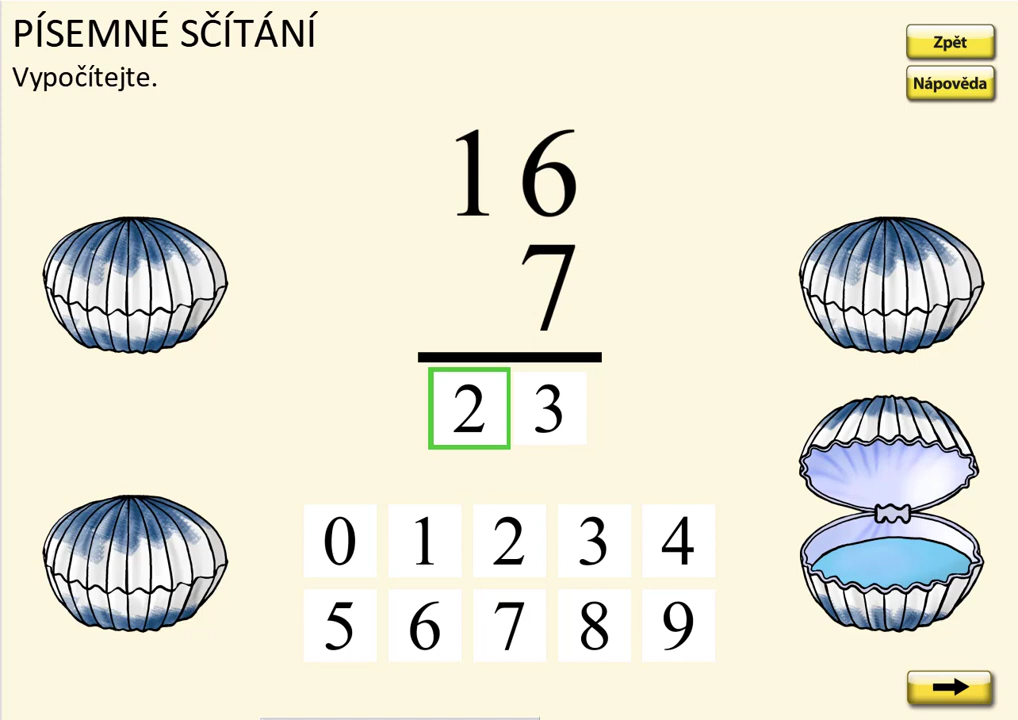 PÍSEMNÉ SČÍTÁNÍ
Vypočítejte.
Zpět
Nápověda
16
7
2 3
0 1 2 3 4
5 6 7 8 9